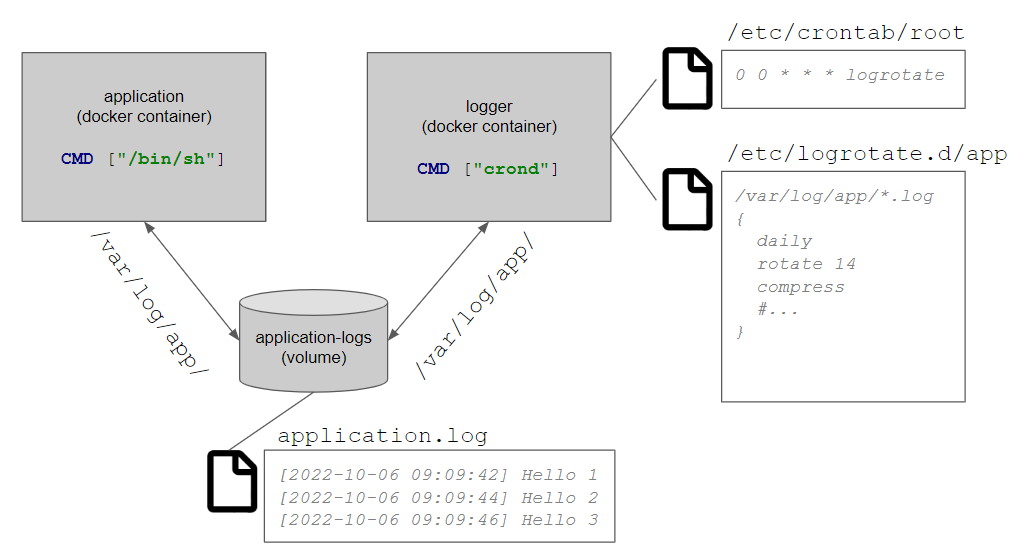 application
(docker container)
CMD ["/bin/sh"]
logger
(docker container)
CMD ["crond"]
/etc/crontab/root
0 0 * * * logrotate
/etc/logrotate.d/app
/var/log/app/*.log
{
daily
rotate 14
compress
#...
}
/var/log/app/
/var/log/app/
application-logs
(volume)
application.log
[2022-10-06 09:09:42] Hello 1
[2022-10-06 09:09:44] Hello 2
[2022-10-06 09:09:46] Hello 3